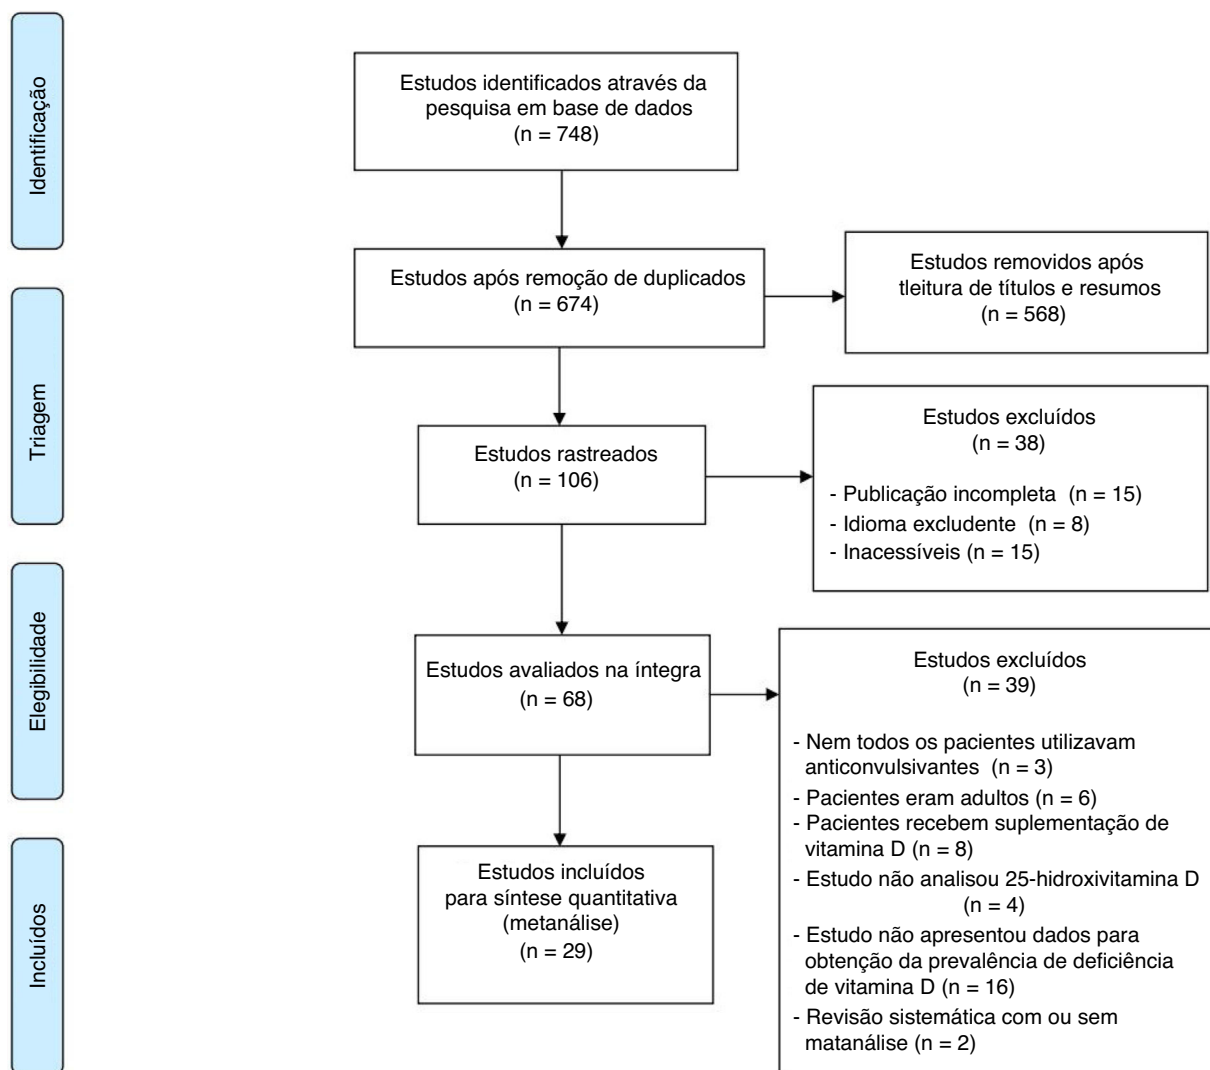 Identificação
Estudos identificados através da
pesquisa em base de dados
(n = 748)
Estudos após remoção de duplicados
(n = 674)
Estudos removidos após
tleitura de títulos e resumos
(n = 568)
Triagem
Estudos rastreados
(n = 106)
Estudos excluídos
(n = 38)
- Publicação incompleta (n = 15)
- Idioma excludente (n = 8)
- Inacessíveis (n = 15)
Elegibilidade
Estudos avaliados na íntegra
(n = 68)
Estudos excluídos
(n = 39)
- Nem todos os pacientes utilizavam
anticonvulsivantes (n = 3)
- Pacientes eram adultos (n = 6)
- Pacientes recebem suplementação de
vitamina D (n = 8)
- Estudo não analisou 25-hidroxivitamina D
(n = 4)
- Estudo não apresentou dados para
obtenção da prevalência de deficiência
de vitamina D (n = 16)
- Revisão sistemática com ou sem
matanálise (n = 2)
Incluídos
Estudos incluídos
para síntese quantitativa
(metanálise)
(n = 29)